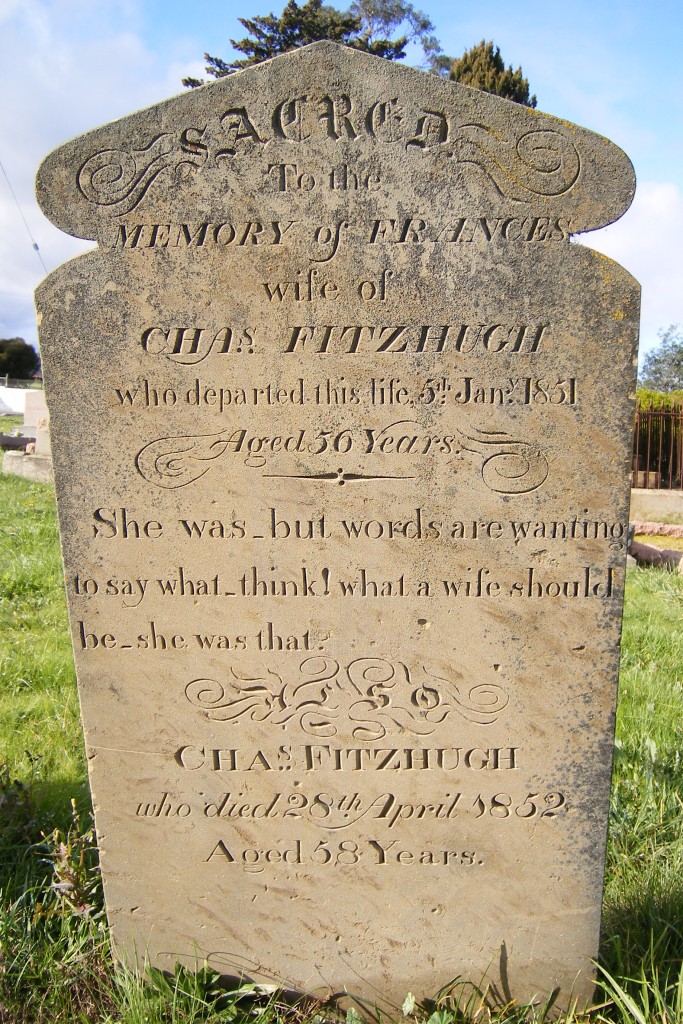 SACRED
To the
MEMORY of FRANCES
wife of
CHAS. FITZHUGH
who departed this life, 5th Jany. 1851
Aged 56 Years.
She was_but words are wanting
to say what_think! what a wife should
be_she was that.
ALSO
CHAS. FITZHUGH
who died 28th April 1852
Aged 58 Years.